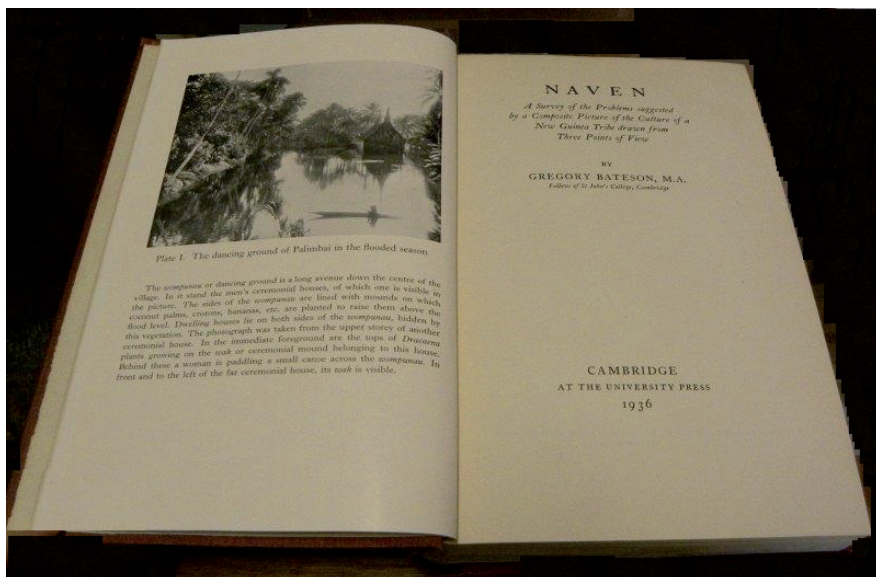 Plate I. The dancing ground of Palimbai in the flooded season
The wompunau or dancing ground is a long avenue down the centre of the
village. In it stand the men's ceremonial houses, of which one is visible in
the picture. The sides of the wompunau are lined with mounds on which
coconut palms, crotons, bananas, etc. are planted to raise them above the
flood level. Dwelling houses lie on both sides of the wompunau, hidden by
this vegetation. The photograph was taken from the upper storey of another
ceremonial house. In the immediate foreground are the tops of Dracaena
plants growing on the waak or ceremonial mound belonging to this house.
Behind these a woman is paddling a small canoe across the wompunau. In
front and to the left of the far ceremonial house, its waak is visible.
NAVEN
A Survey of the Problems suggested
by a Composite Picture of the Culture of a
New Guinea Tribe drawn from
Three Points of View
BY
GREGORY BATESON, M.A.
Fellow of St John's College, Cambridge
CAMBRIDGE
AT THE UNIVERSITY PRESS
1936